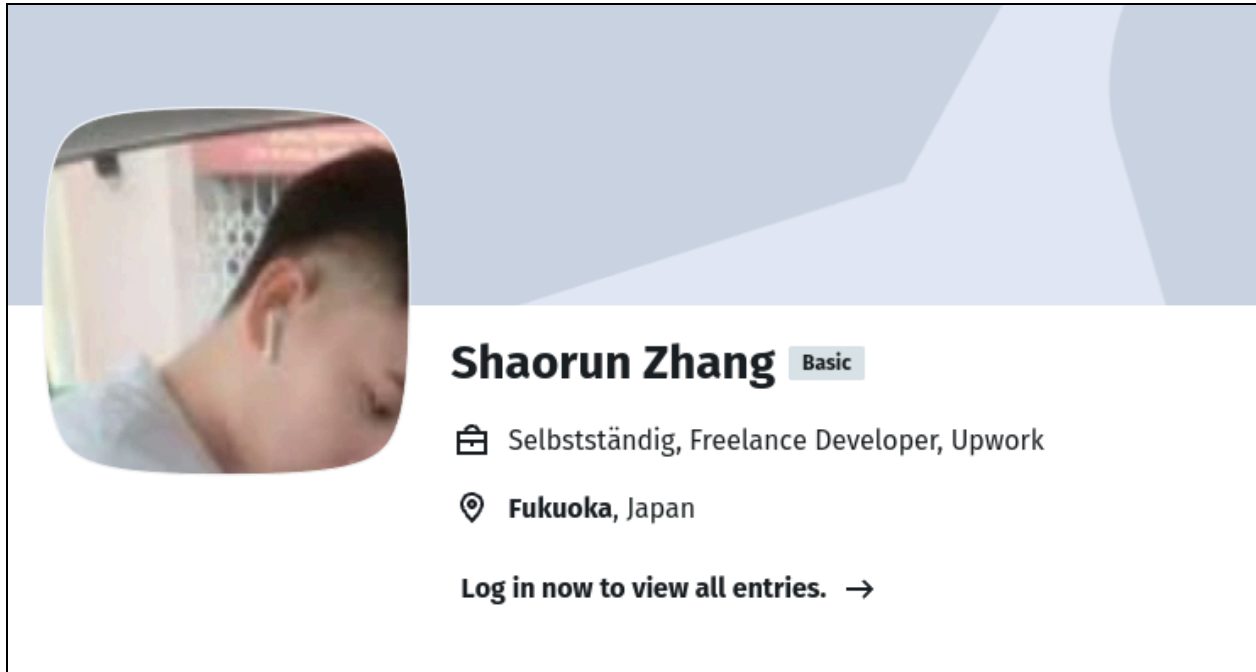 Shaorun Zhang Basic
Selbstständig, Freelance Developer, Upwork
Fukuoka, Japan
Log in now to view all entries. →